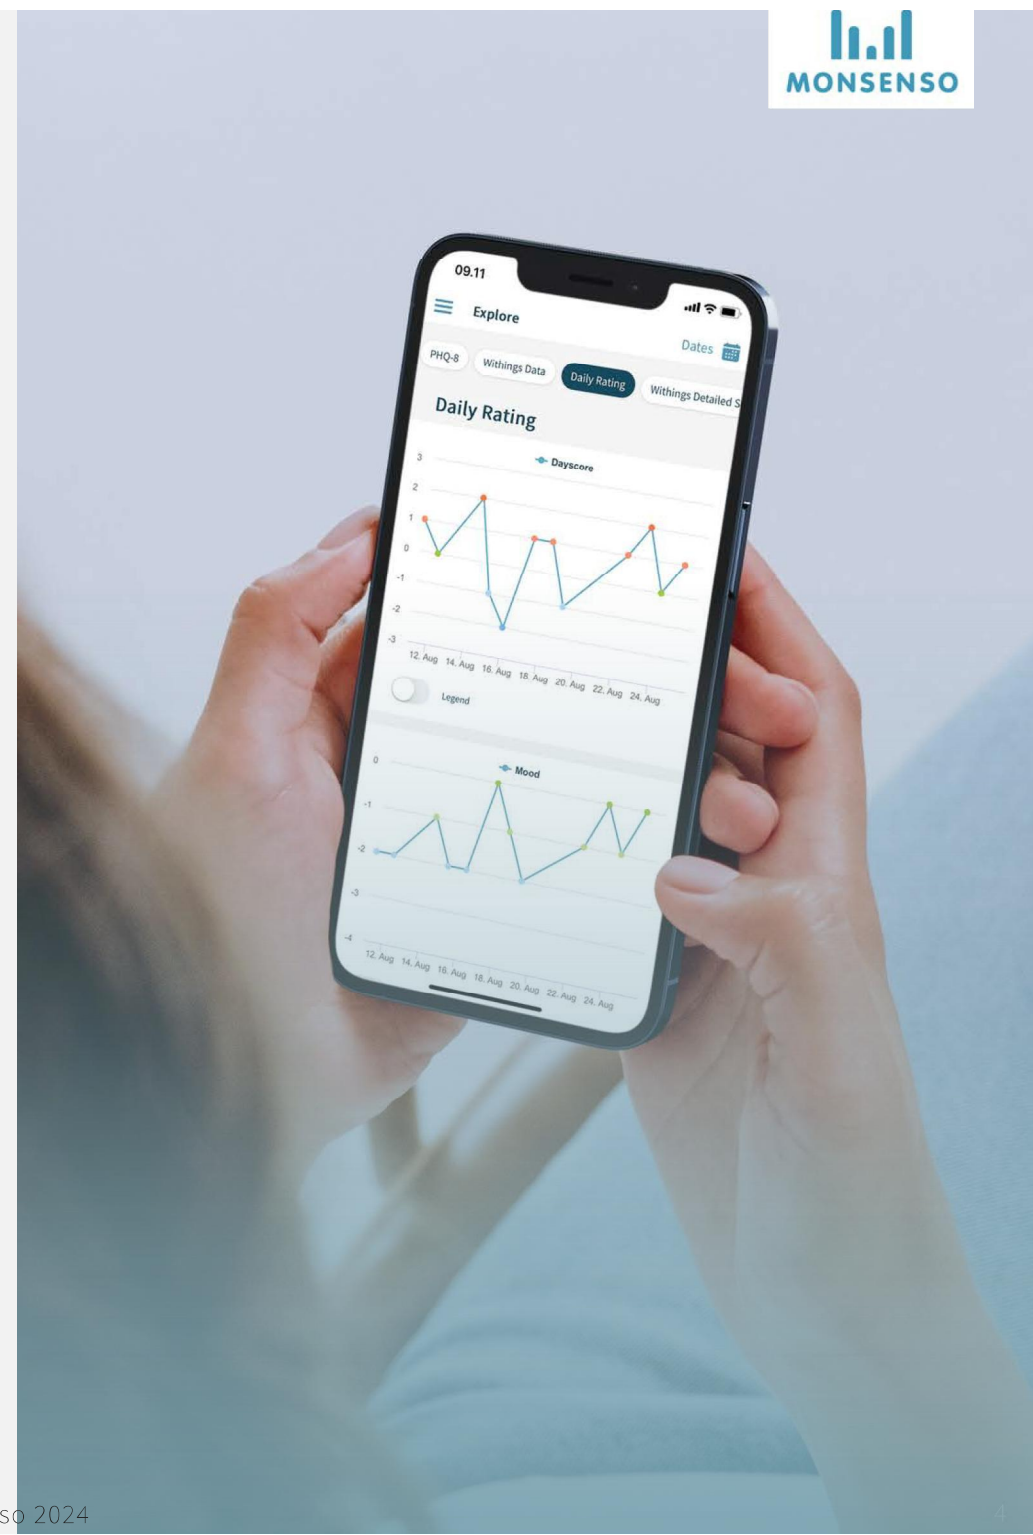 MONSENSO
09.11
Explore
Dates
PHQ-8 Withings Data Daily Rating Withings Detailed S
Daily Rating
Dayscore
3
2
1
0
-1
-2
-3
12. Aug 14. Aug 16. Aug 18. Aug 20. Aug 22. Aug 24. Aug
Legend
Mood
0
-1
-2
-3
-4
12. Aug 14. Aug 16. Aug 18. Aug 20. Aug 22. Aug 24. Aug
so 2024
4